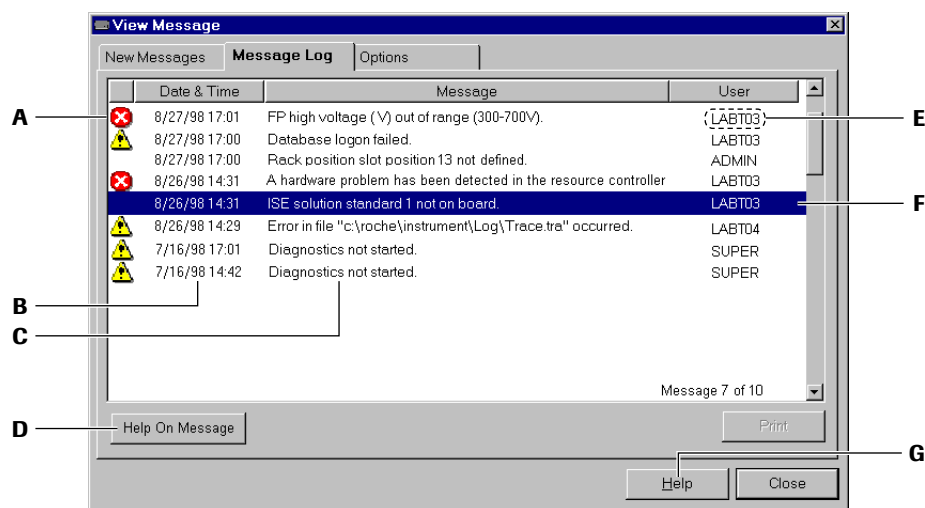 View Message
New Messages Message Log Options
Date & Time Message User
A 8/27/98 17:01 FP high voltage (V) out of range (300-700V). LABT03 E
8/27/98 17:00 Database logon failed. LABT03
8/27/98 17:00 Rack position slot position 13 not defined. ADMIN
8/26/98 14:31 A hardware problem has been detected in the resource controller LABT03
8/26/98 14:31 ISE solution standard 1 not on board. LABT03 F
8/26/98 14:29 Error in file "c:\roche\instrument\Log\Trace.tra" occurred. LABT04
7/16/98 17:01 Diagnostics not started. SUPER
7/16/98 14:42 Diagnostics not started. SUPER
B
C
Message 7 of 10
D Help On Message Print
G
Help Close